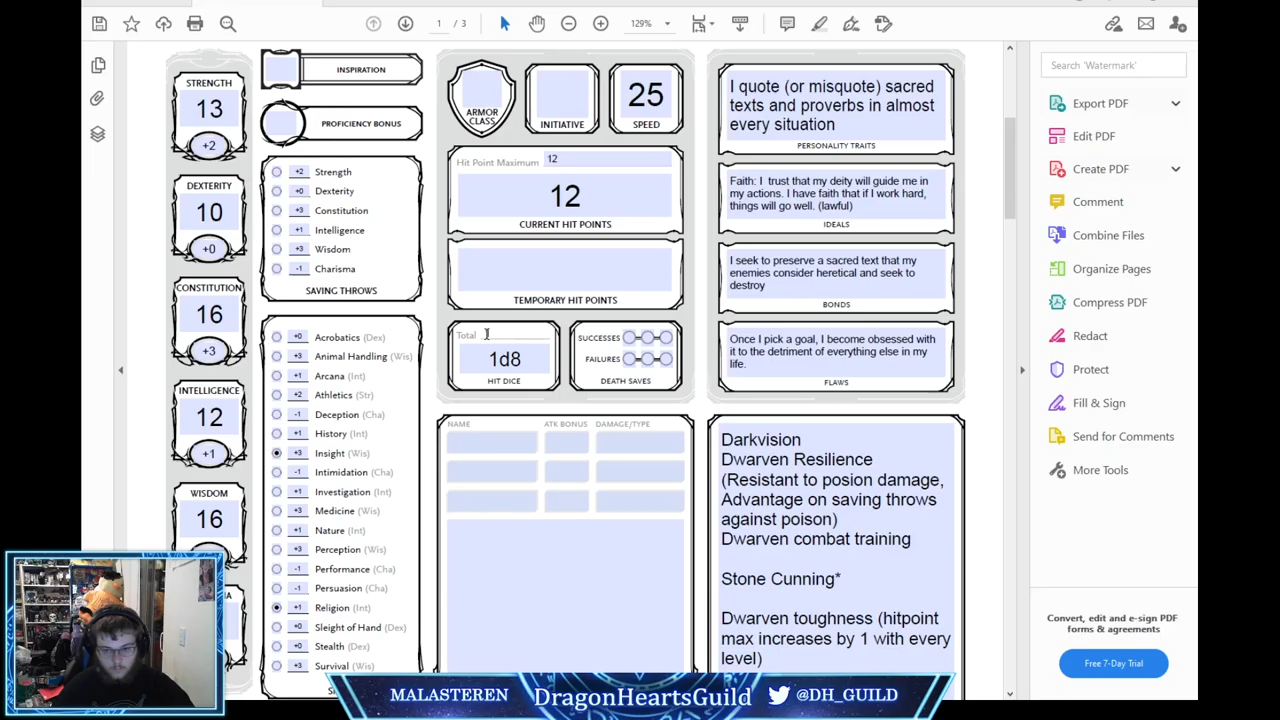 1 / 3
129%
Search 'Watermark'
Export PDF
Edit PDF
Create PDF
Comment
Combine Files
Organize Pages
Compress PDF
Redact
Protect
Fill & Sign
Send for Comments
More Tools
Convert, edit and e-sign PDF
forms & agreements
Free 7-Day Trial
STRENGTH
13
+2
DEXTERITY
10
+0
CONSTITUTION
16
+3
INTELLIGENCE
12
+1
WISDOM
16
INSPIRATION
PROFICIENCY BONUS
+2 Strength
+0 Dexterity
+3 Constitution
+1 Intelligence
+3 Wisdom
-1 Charisma
SAVING THROWS
+0 Acrobatics (Dex)
+3 Animal Handling (Wis)
+1 Arcana (Int)
+2 Athletics (Str)
-1 Deception (Cha)
+1 History (Int)
+3 Insight (Wis)
-1 Intimidation (Cha)
+1 Investigation (Int)
+3 Medicine (Wis)
+1 Nature (Int)
+3 Perception (Wis)
-1 Performance (Cha)
-1 Persuasion (Cha)
+1 Religion (Int)
+0 Sleight of Hand (Dex)
+0 Stealth (Dex)
+3 Survival (Wis)
ARMOR
CLASS
INITIATIVE
25
SPEED
Hit Point Maximum 12
12
CURRENT HIT POINTS
TEMPORARY HIT POINTS
Total
1d8
HIT DICE
SUCCESSES
FAILURES
DEATH SAVES
NAME ATK BONUS DAMAGE/TYPE
I quote (or misquote) sacred
texts and proverbs in almost
every situation
PERSONALITY TRAITS
Faith: I trust that my deity will guide me in
my actions. I have faith that if I work hard,
things will go well. (lawful)
IDEALS
I seek to preserve a sacred text that my
enemies consider heretical and seek to
destroy
BONDS
Once I pick a goal, I become obsessed with
it to the detriment of everything else in my
life.
FLAWS
Darkvision
Dwarven Resilience
(Resistant to posion damage,
Advantage on saving throws
against poison)
Dwarven combat training
Stone Cunning*
Dwarven toughness (hitpoint
max increases by 1 with every
level)
MALASTEREN
DragonHeartsGuild
@DH_GUILD